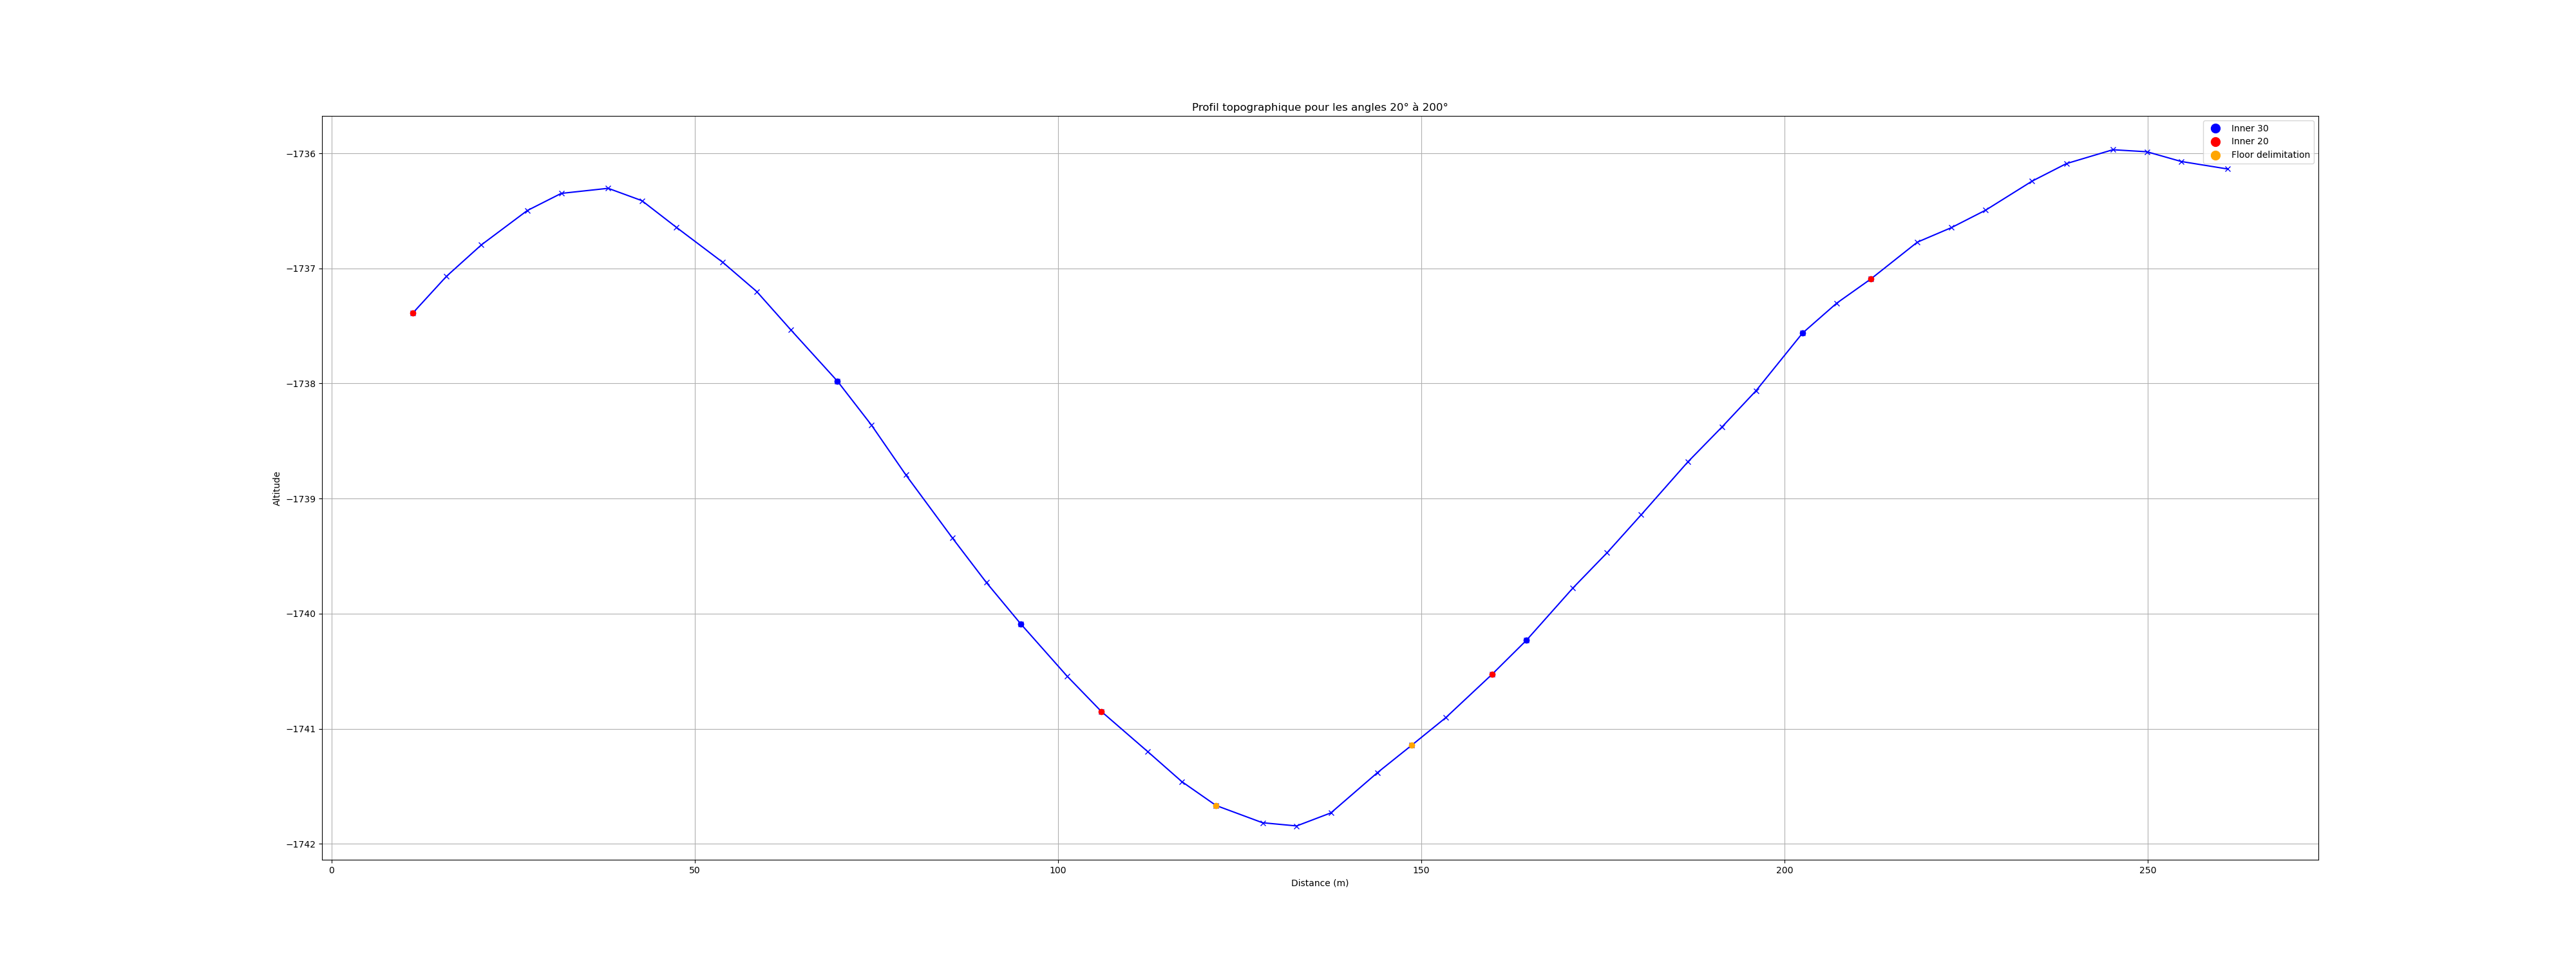 Profil topographique pour les angles 20° à 200°
Inner 30
Inner 20
Floor delimitation
Altitude
−1736
−1737
−1738
−1739
−1740
−1741
−1742
0 50 100 150 200 250
Distance (m)